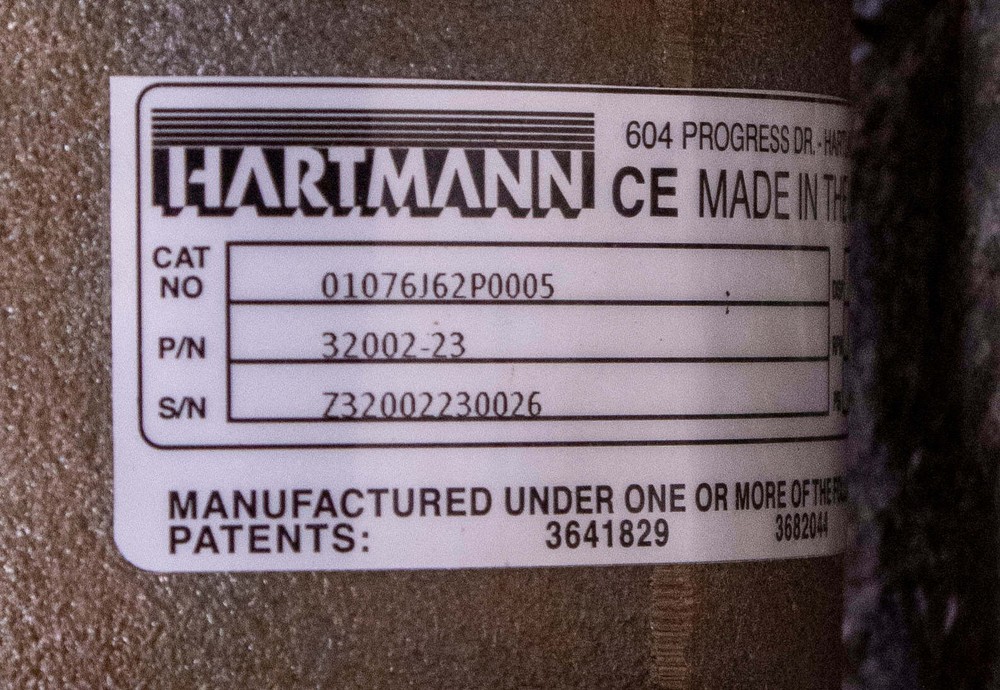 HARTMANN
604 PROGRESS DR. -
CE MADE IN THE
CAT NO 01076J62P0005
P/N 32002-23
S/N Z32002230026
MANUFACTURED UNDER ONE OR MORE OF THE
PATENTS: 3641829 3682044